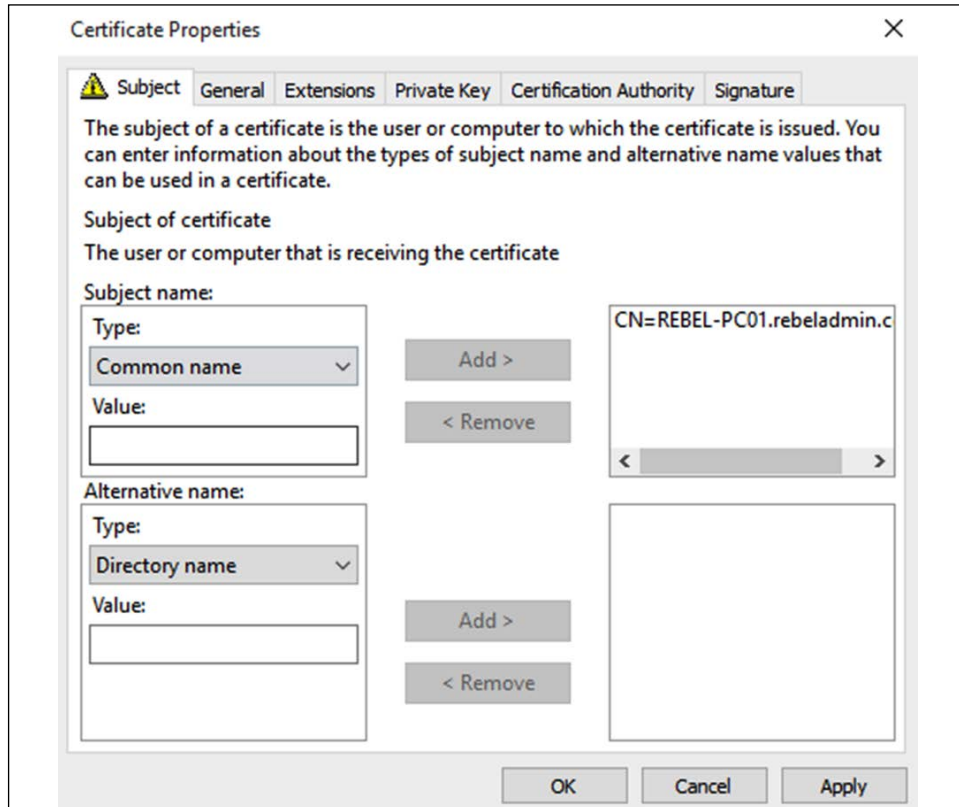 Certificate Properties
Subject General Extensions Private Key Certification Authority Signature
The subject of a certificate is the user or computer to which the certificate is issued. You
can enter information about the types of subject name and alternative name values that
can be used in a certificate.
Subject of certificate
The user or computer that is receiving the certificate
Subject name:
Type:
Common name
Value:
Add >
< Remove
CN=REBEL-PC01.rebeladmin.c
Alternative name:
Type:
Directory name
Value:
Add >
< Remove
OK Cancel Apply